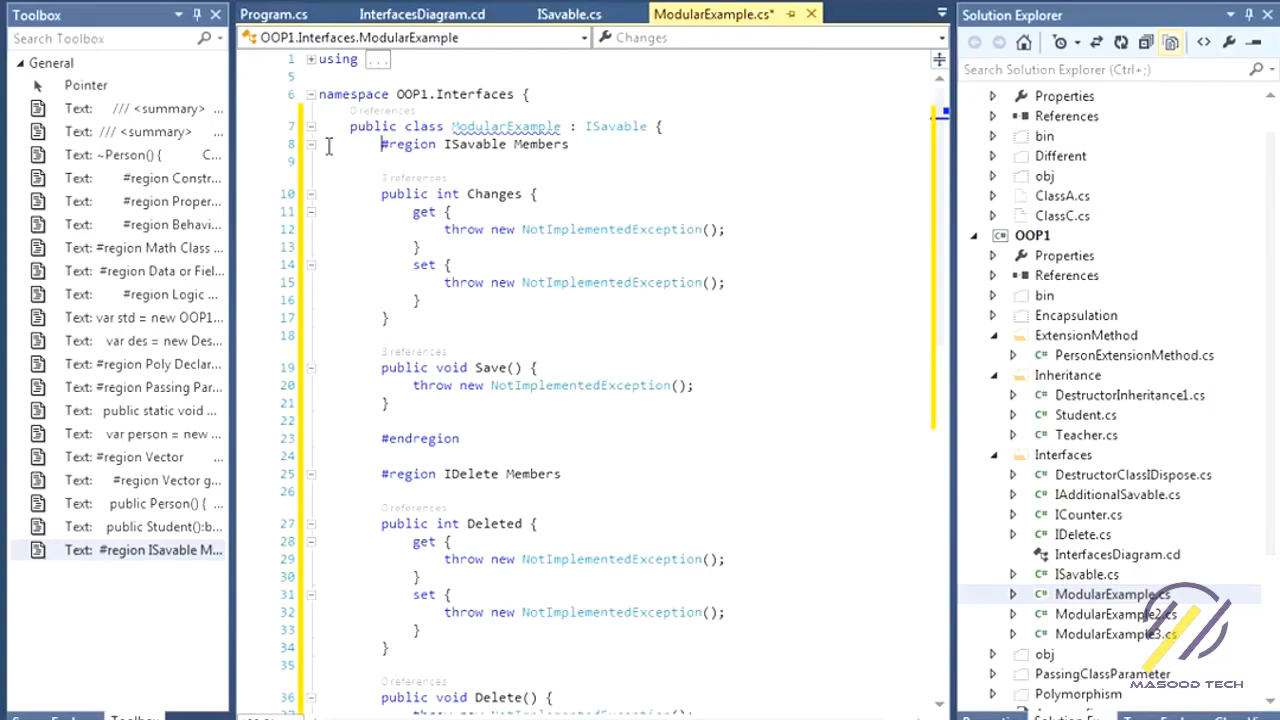 Toolbox
Search Toolbox
General
Pointer
Text: /// <summary>
Text: /// <summary>
Text: ~Person() { C...
Text: #region Constr...
Text: #region Proper...
Text: #region Behavi...
Text: #region Math Class ...
Text: #region Data or Fiel...
Text: #region Logic ...
Text: var std = new OOP1...
Text: var des = new Des...
Text: #region Poly Declar...
Text: #region Passing Par...
Text: public static void ...
Text: var person = new ...
Text: #region Vector
Text: #region Vector g...
Text: public Person() { ...
Text: public Student():b...
Text: #region ISavable M...
Toolbox
Program.cs InterfacesDiagram.cd ISavable.cs ModularExample.cs*
OOP1.Interfaces.ModularExample Changes
1 using ...
5
6 namespace OOP1.Interfaces {
0 references
7 public class ModularExample : ISavable {
8 #region ISavable Members
9
3 references
10 public int Changes {
11 get {
12 throw new NotImplementedException();
13 }
14 set {
15 throw new NotImplementedException();
16 }
17 }
18
3 references
19 public void Save() {
20 throw new NotImplementedException();
21 }
22
23 #endregion
24
25 #region IDelete Members
26
0 references
27 public int Deleted {
28 get {
29 throw new NotImplementedException();
30 }
31 set {
32 throw new NotImplementedException();
33 }
34 }
35
0 references
36 public void Delete() {
Solution Explorer
Search Solution Explorer (Ctrl+;)
Properties
References
bin
Different
obj
ClassA.cs
ClassC.cs
OOP1
Properties
References
bin
Encapsulation
ExtensionMethod
PersonExtensionMethod.cs
Inheritance
DestructorInheritance1.cs
Student.cs
Teacher.cs
Interfaces
DestructorClassIDispose.cs
IAdditionalSavable.cs
ICounter.cs
IDelete.cs
InterfacesDiagram.cd
ISavable.cs
ModularExample.cs
ModularExample2.cs
ModularExample3.cs
obj
PassingClassParameter
Polymorphism
MASOOD TECH